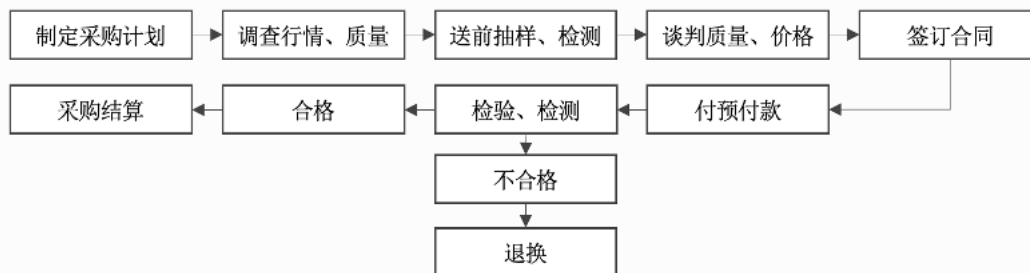 制定采购计划
调查行情、质量
送前抽样、检测
谈判质量、价格
签订合同
付预付款
检验、检测
合格
采购结算
不合格
退换